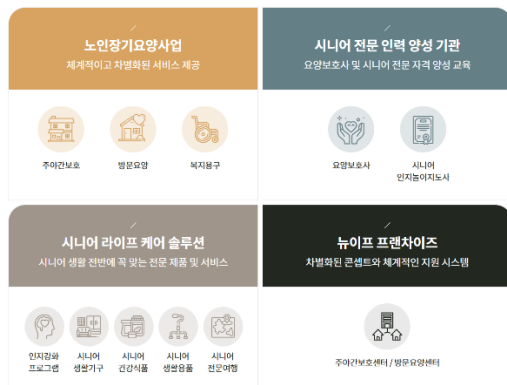 노인장기요양사업
체계적이고 차별화된 서비스 제공
주야간보호
방문요양
복지용구
시니어 전문 인력 양성 기관
요양보호사 및 시니어 전문 자격 양성 교육
요양보호사
시니어
인지놀이지도사
시니어 라이프 케어 솔루션
시니어 생활 전반에 꼭 맞는 전문 제품 및 서비스
인지강화
프로그램
시니어
생활가구
시니어
건강식품
시니어
생활용품
시니어
전문여행
뉴이프 프랜차이즈
차별화된 콘셉트와 체계적인 지원 시스템
주야간보호센터 / 방문요양센터